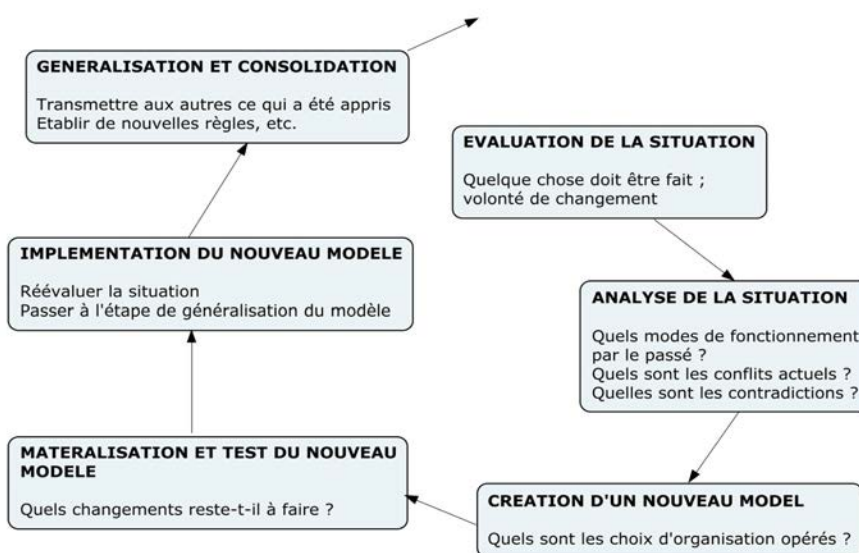 GENERALISATION ET CONSOLIDATION
Transmettre aux autres ce qui a été appris
Etablir de nouvelles règles, etc.
EVALUATION DE LA SITUATION
Quelque chose doit être fait ;
volonté de changement
IMPLEMENTATION DU NOUVEAU MODELE
Réévaluer la situation
Passer à l'étape de généralisation du modèle
ANALYSE DE LA SITUATION
Quels modes de fonctionnement
par le passé ?
Quels sont les conflits actuels ?
Quelles sont les contradictions ?
MATERALISATION ET TEST DU NOUVEAU
MODELE
Quels changements reste-t-il à faire ?
CREATION D'UN NOUVEAU MODEL
Quels sont les choix d'organisation opérés ?